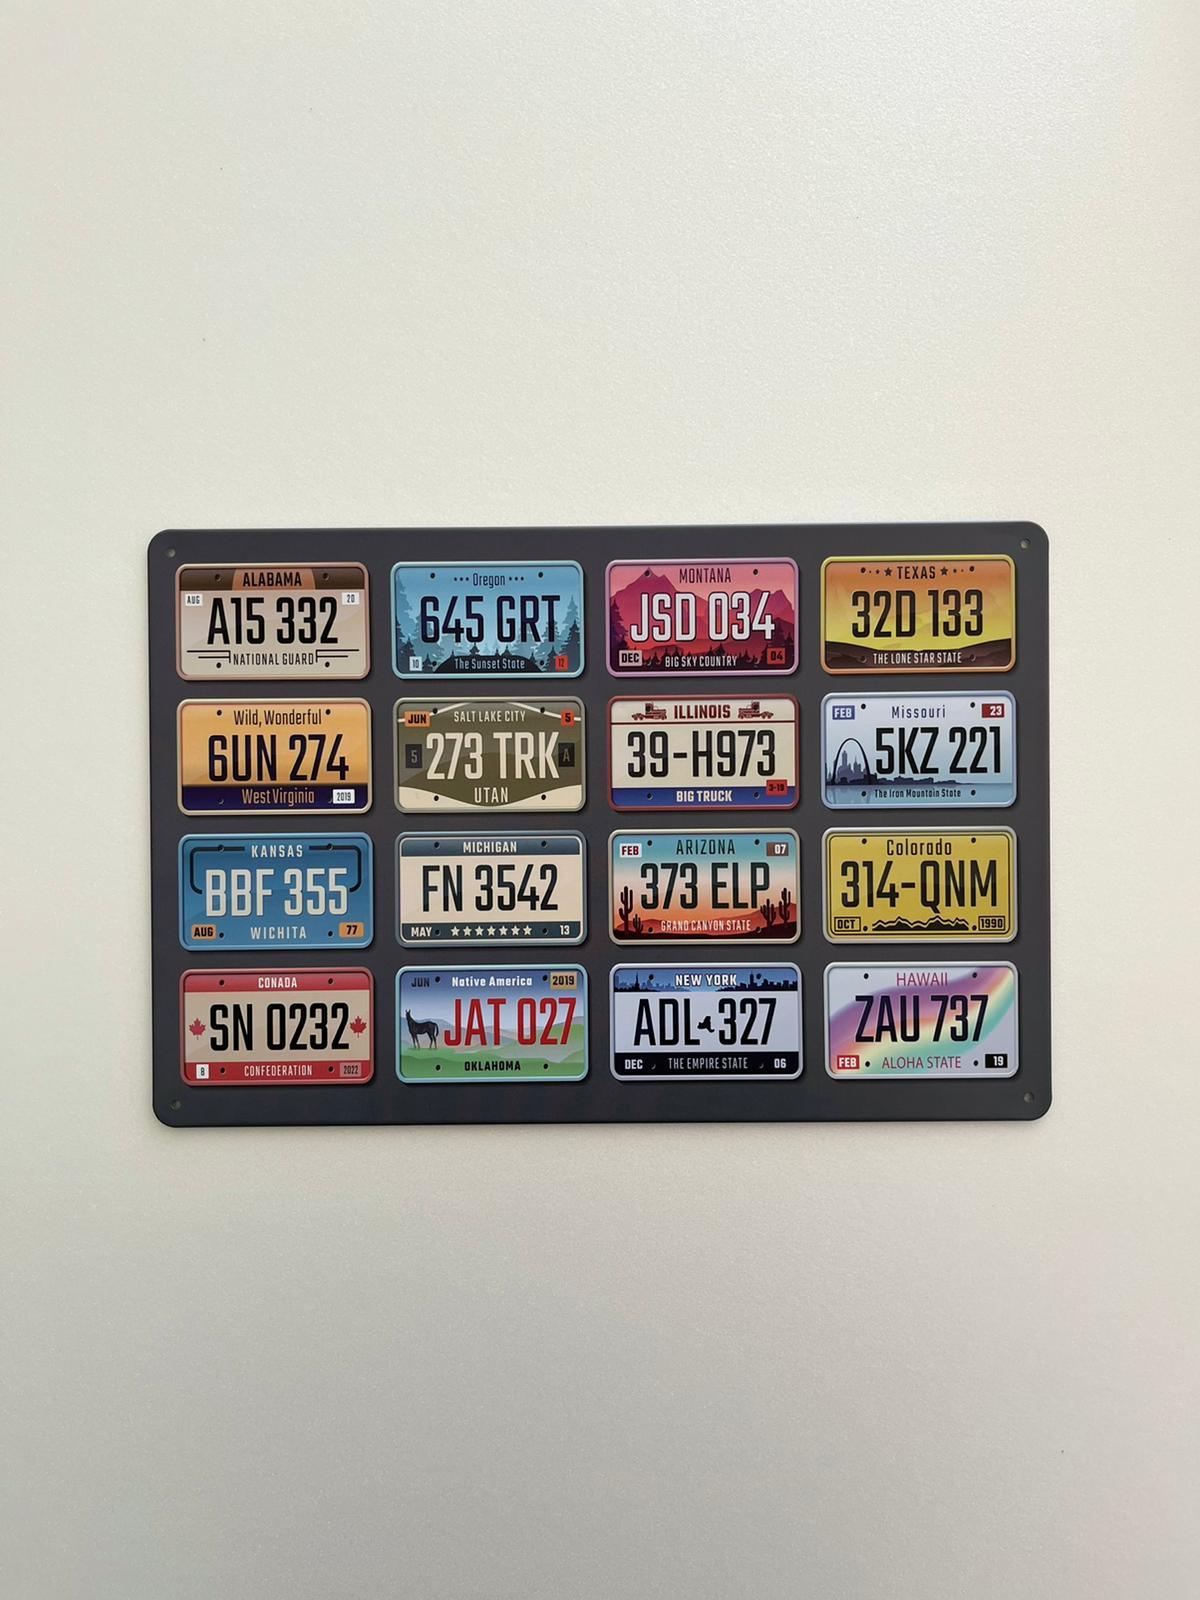 ALABAMA
AUG 20
A15 332
NATIONAL GUARD
Oregon
645 GRT
10 The Sunset State 12
MONTANA
JSD 034
DEC BIG SKY COUNTRY 04
TEXAS
32D 133
THE LONE STAR STATE
Wild, Wonderful
6UN 274
West Virginia 2019
JUN SALT LAKE CITY 5
5 273 TRK A
UTAN
ILLINOIS
39-H973
3-19
BIG TRUCK
FEB Missouri 23
5KZ 221
The Iron Mountain State
KANSAS
BBF 355
AUG WICHITA 77
MICHIGAN
FN 3542
MAY 13
FEB ARIZONA 07
373 ELP
GRAND CANYON STATE
Colorado
314-QNM
OCT 1990
CONADA
SN 0232
8 CONFEDERATION 2022
JUN Native America 2019
JAT 027
OKLAHOMA
NEW YORK
ADL 327
DEC THE EMPIRE STATE 06
HAWAII
ZAU 737
FEB ALOHA STATE 19